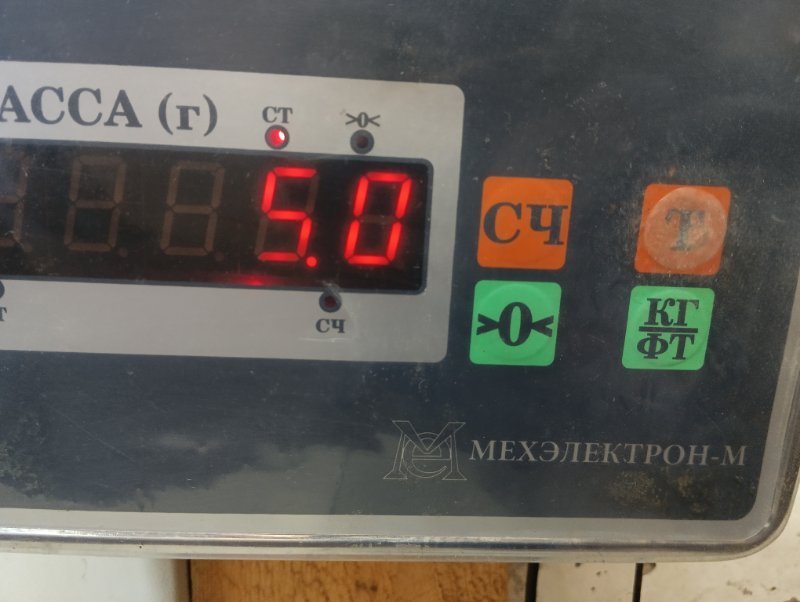 АССА (г)
СТ
>0<
5.0
СЧ
Т
СЧ
>0<
КГ
ФТ
МЕХЭЛЕКТРОН-М